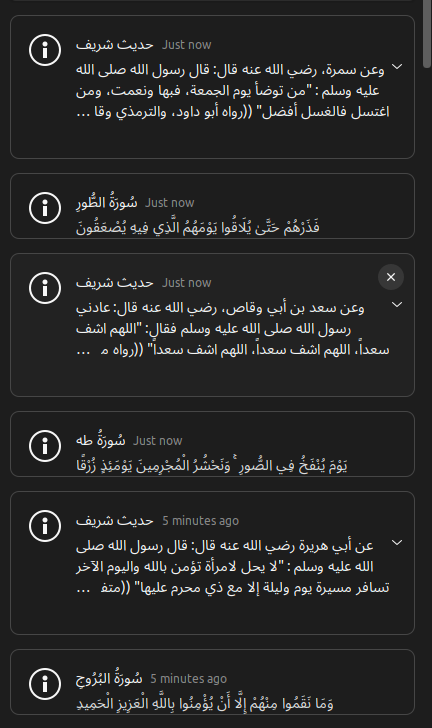 حديث شريف Just now
وعن سمرة، رضي الله عنه قال: قال رسول الله صلى الله
عليه وسلم : "من توضأ يوم الجمعة، فبها ونعمت، ومن
اغتسل فالغسل أفضل" ((رواه أبو داود، والترمذي وقا ...
سُورَةُ الطُّورِ Just now
فَذَرْهُمْ حَتَّىٰ يُلَاقُوا يَوْمَهُمُ الَّذِي فِيهِ يُصْعَقُونَ
حديث شريف Just now
وعن سعد بن أبي وقاص، رضي الله عنه قال: عادني
رسول الله صلى الله عليه وسلم فقال: "اللهم اشف
سعداً، اللهم اشف سعداً، اللهم اشف سعداً" ((رواه مـ ...
سُورَةُ طه Just now
يَوْمَ يُنْفَخُ فِي الصُّورِ ۚ وَنَحْشُرُ الْمُجْرِمِينَ يَوْمَئِذٍ زُرْقًا
حديث شريف 5 minutes ago
عن أبي هريرة رضي الله عنه قال: قال رسول الله صلى
الله عليه وسلم : "لا يحل لامرأة تؤمن بالله واليوم الآخر
تسافر مسيرة يوم وليلة إلا مع ذي محرم عليها" ((متفـ ...
سُورَةُ البُرُوجِ 5 minutes ago
وَمَا نَقَمُوا مِنْهُمْ إِلَّا أَنْ يُؤْمِنُوا بِاللَّهِ الْعَزِيزِ الْحَمِيدِ